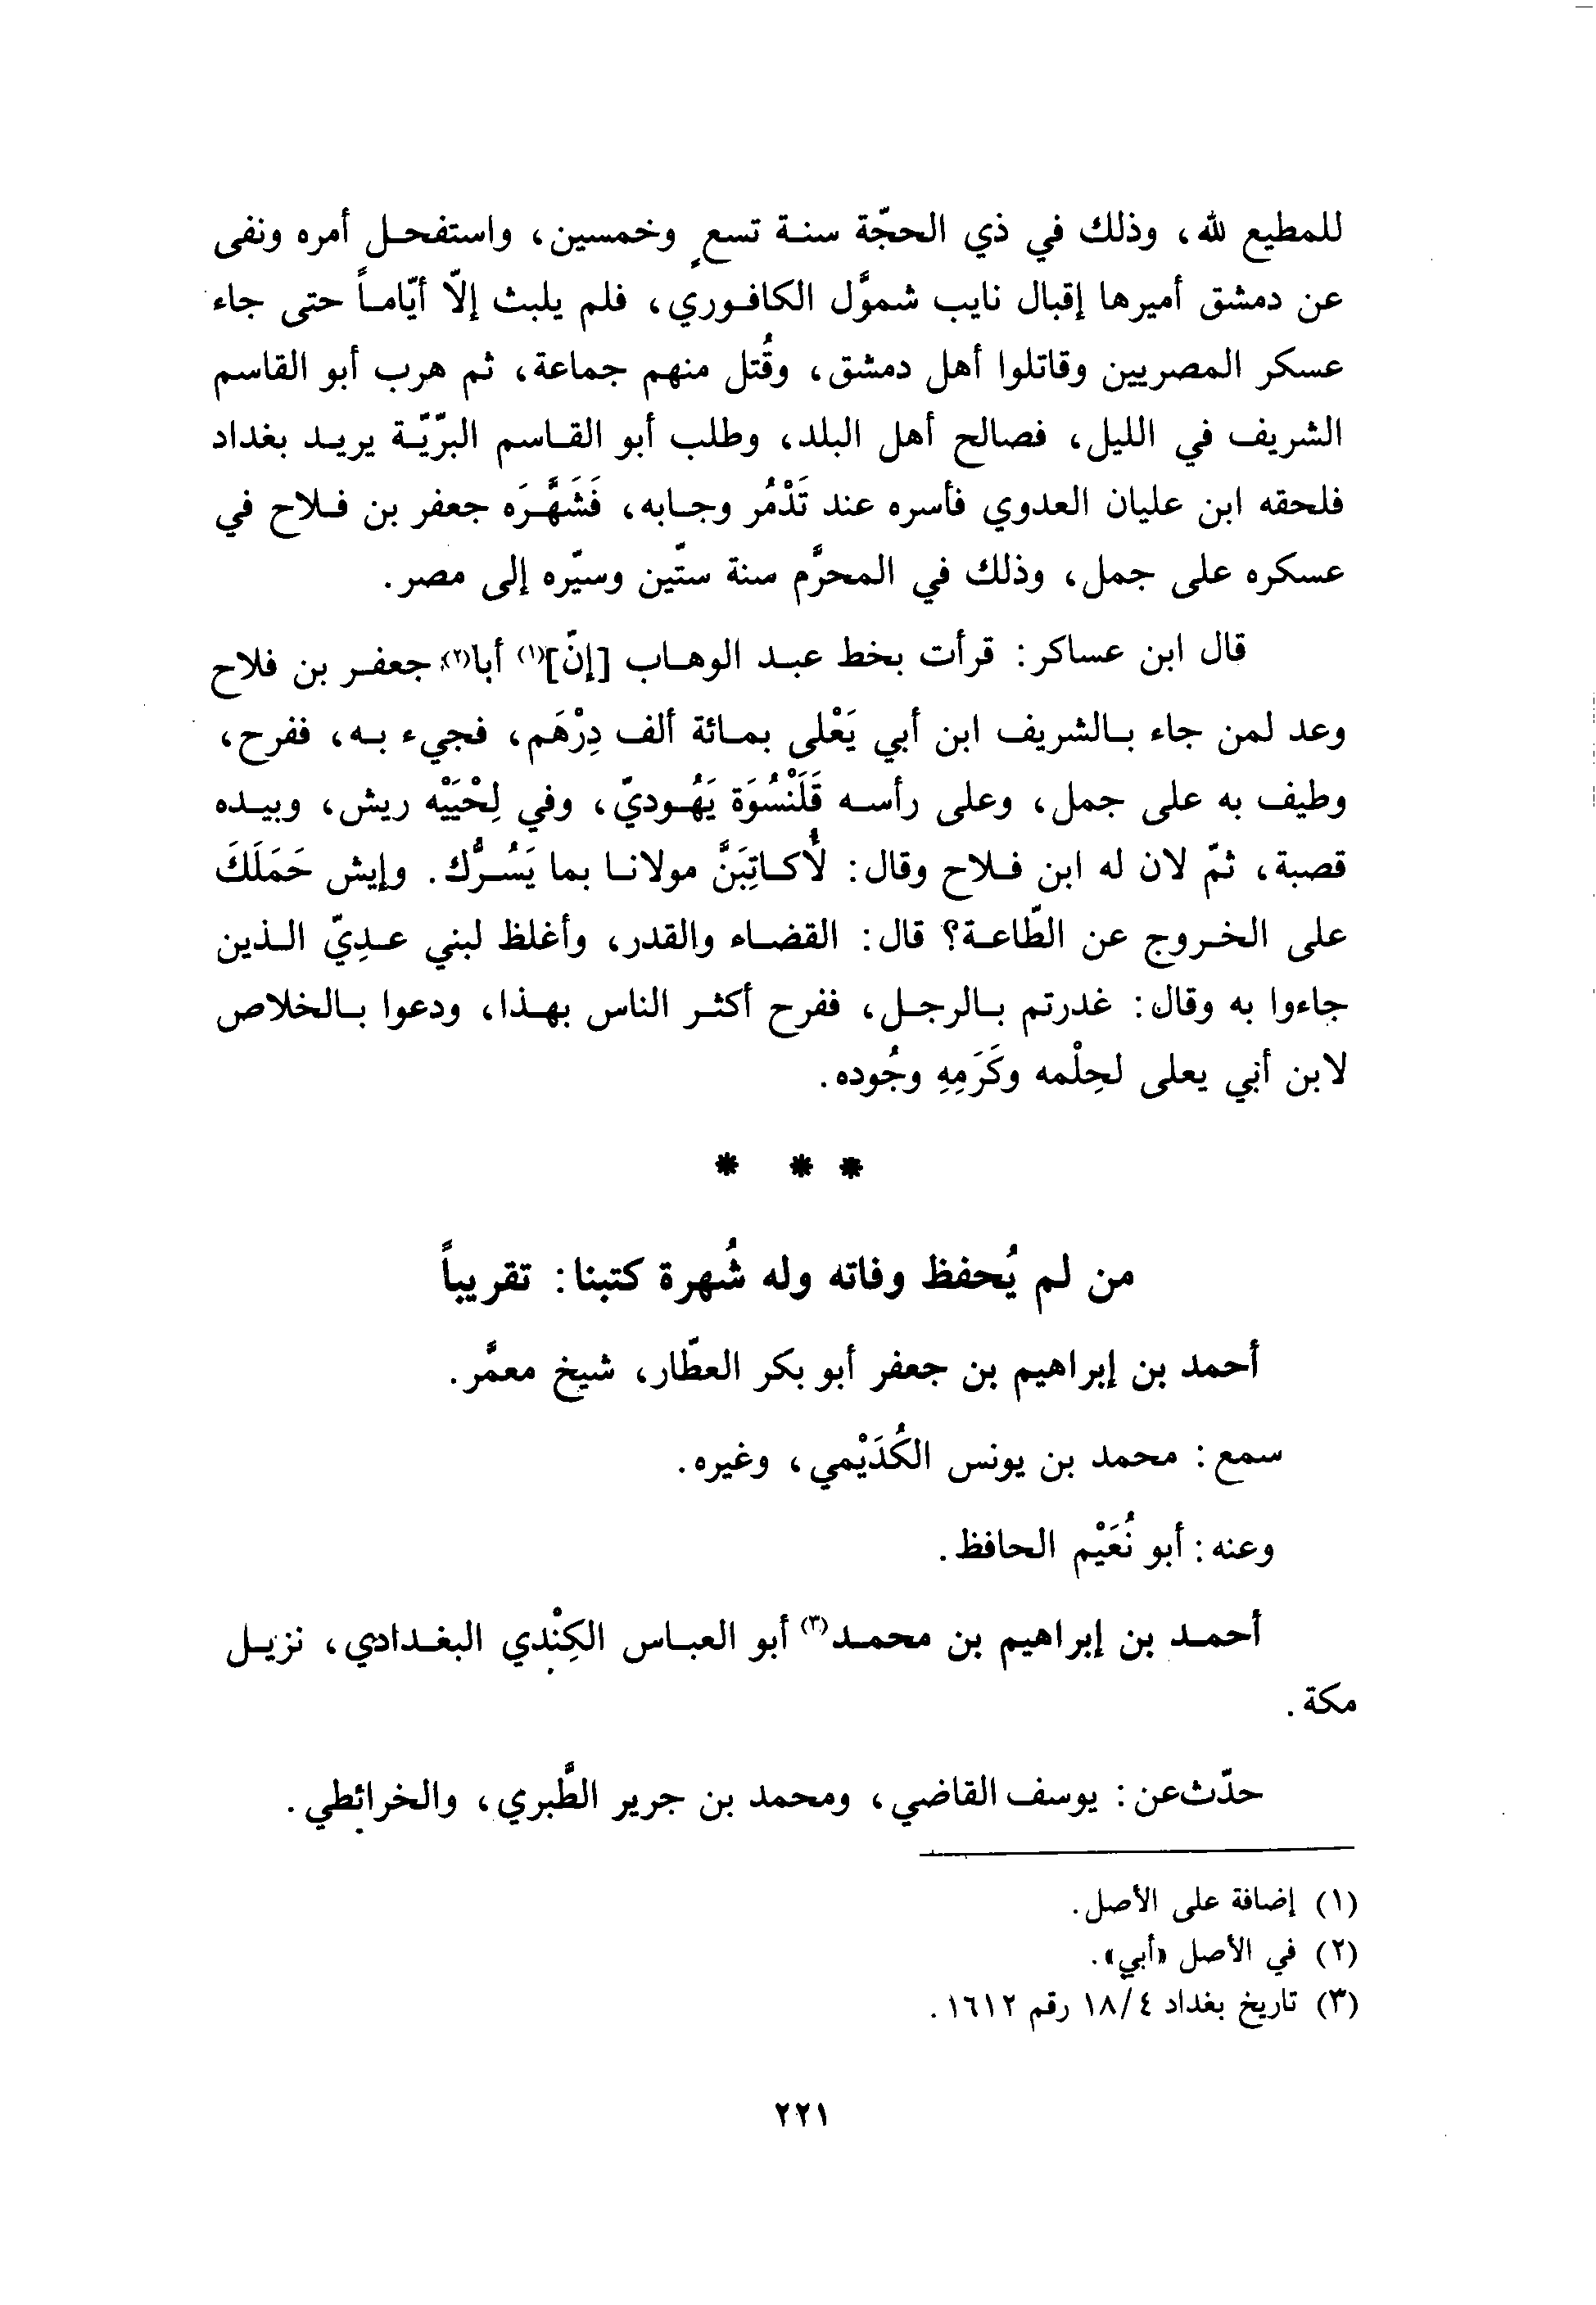 للمطيع لله، وذلك في ذي الحجّة سنة تسعٍ وخمسين، واستفحل أمره ونفى
عن دمشق أميرها إقبال نايب شموَّل الكافوري، فلم يلبث إلاّ أيّاماً حتى جاء
عسكر المصريين وقاتلوا أهل دمشق، وقُتل منهم جماعة، ثم هرب أبو القاسم
الشريف في الليل، فصالح أهل البلد، وطلب أبو القاسم البرّيّة يريد بغداد
فلحقه ابن عليان العدوي فأسره عند تَدْمُر وجابه، فَشَهَّرَه جعفر بن فلاح في
عسكره على جمل، وذلك في المحرَّم سنة ستّين وسيّره إلى مصر.
قال ابن عساكر: قرأت بخط عبد الوهاب [إنّ](١) أبا(٢) جعفر بن فلاح
وعد لمن جاء بالشريف ابن أبي يَعْلى بمائة ألف دِرْهَم، فجيء به، ففرح،
وطيف به على جمل، وعلى رأسه قَلَنْسُوَة يَهُوديّ، وفي لِحْيَيْه ريش، وبيده
قصبة، ثمّ لان له ابن فلاح وقال: لأُكاتِبَنَّ مولانا بما يَسُرُّك. وإيش حَمَلَكَ
على الخروج عن الطّاعة؟ قال: القضاء والقدر، وأغلظ لبني عدِيّ الذين
جاءوا به وقال: غدرتم بالرجل، ففرح أكثر الناس بهذا، ودعوا بالخلاص
لابن أبي يعلى لحِلْمه وكَرَمِهِ وجُوده.
* * *
من لم يُحفظ وفاته وله شُهرة كتبنا: تقريباً
أحمد بن إبراهيم بن جعفر أبو بكر العطّار، شيخ معمَّر.
سمع: محمد بن يونس الكُدَيْمي، وغيره.
وعنه: أبو نُعَيْم الحافظ.
أحمد بن إبراهيم بن محمد(٣) أبو العباس الكِنْدي البغدادي، نزيل
مكة.
حدّث عن: يوسف القاضي، ومحمد بن جرير الطَّبري، والخرائطي.
(١) إضافة على الأصل.
(٢) في الأصل «أبي».
(٣) تاريخ بغداد ١٨/٤ رقم ١٦١٢.
٢٢١